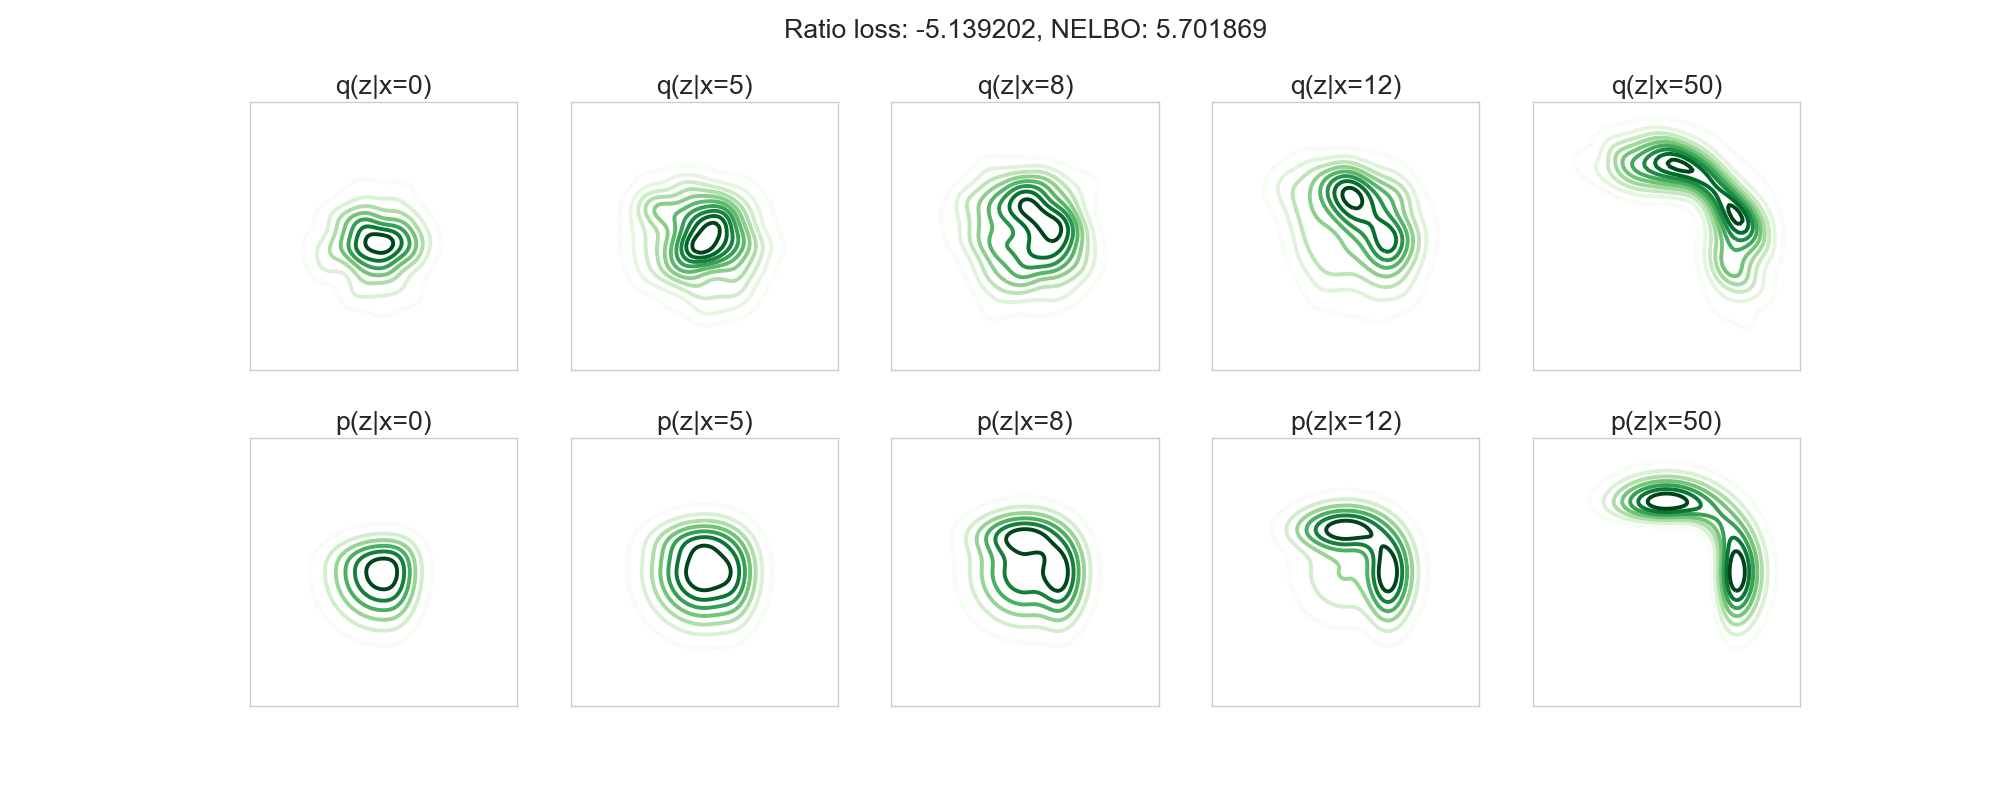 Ratio loss: -5.139202, NELBO: 5.701869
q(z|x=0) q(z|x=5) q(z|x=8) q(z|x=12) q(z|x=50)
p(z|x=0) p(z|x=5) p(z|x=8) p(z|x=12) p(z|x=50)